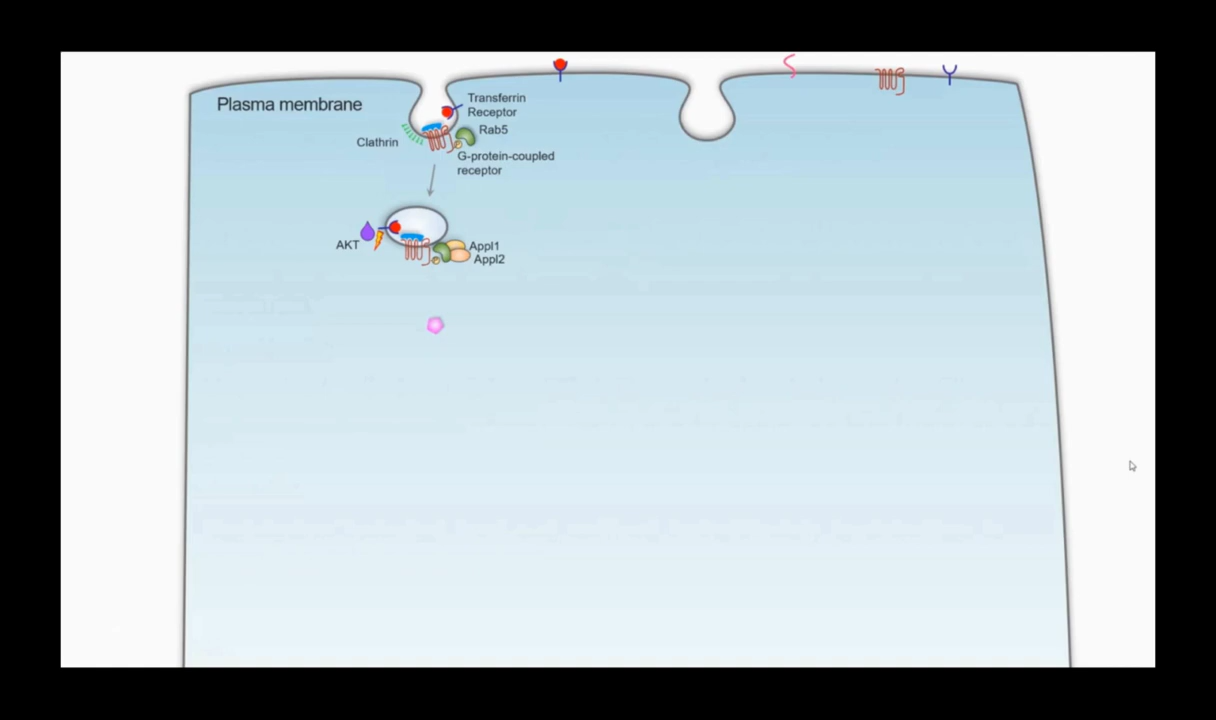 Plasma membrane
Transferrin
Receptor
Rab5
Clathrin
G-protein-coupled
receptor
AKT
Appl1
Appl2